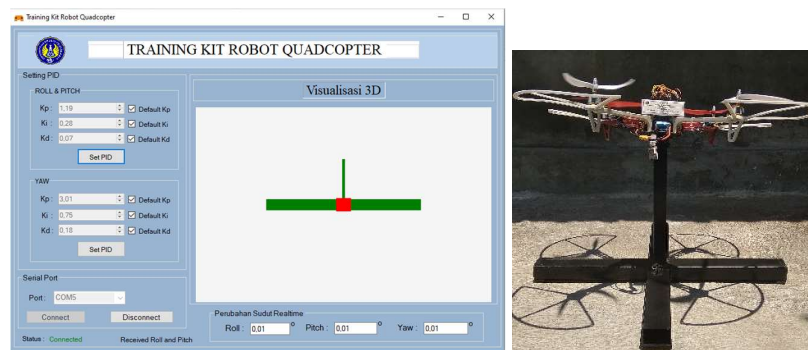 Training Kit Robot Quadcopter
TRAINING KIT ROBOT QUADCOPTER
Setting PID
ROLL & PITCH
Kp : 1,19 Default Kp
Ki : 0,28 Default Ki
Kd : 0,07 Default Kd
Set PID
YAW
Kp : 3,01 Default Kp
Ki : 0,75 Default Ki
Kd : 0,18 Default Kd
Set PID
Serial Port
Port : COM5
Connect Disconnect
Status : Connected Received Roll and Pitch
Visualisasi 3D
Perubahan Sudut Realtime
Roll : 0,01 ° Pitch : 0,01 ° Yaw : 0,01 °